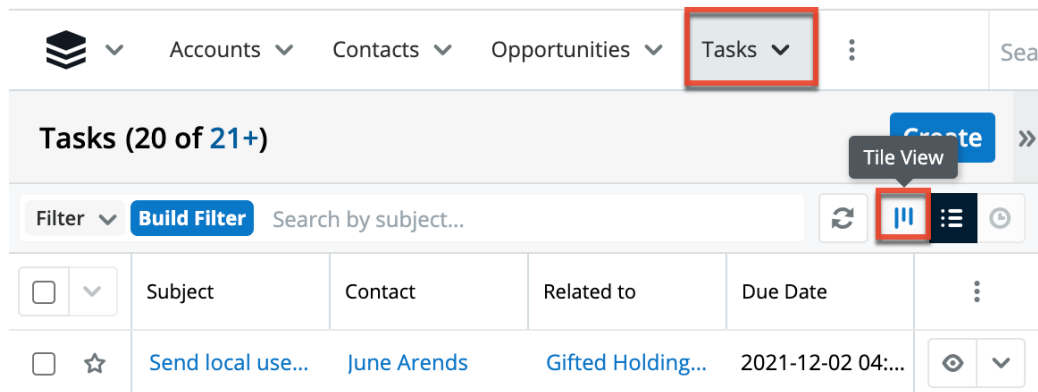 Accounts Contacts Opportunities Tasks Sea
Tasks (20 of 21+) Create
Tile View
Filter Build Filter Search by subject...
Subject Contact Related to Due Date
Send local use... June Arends Gifted Holding... 2021-12-02 04:...